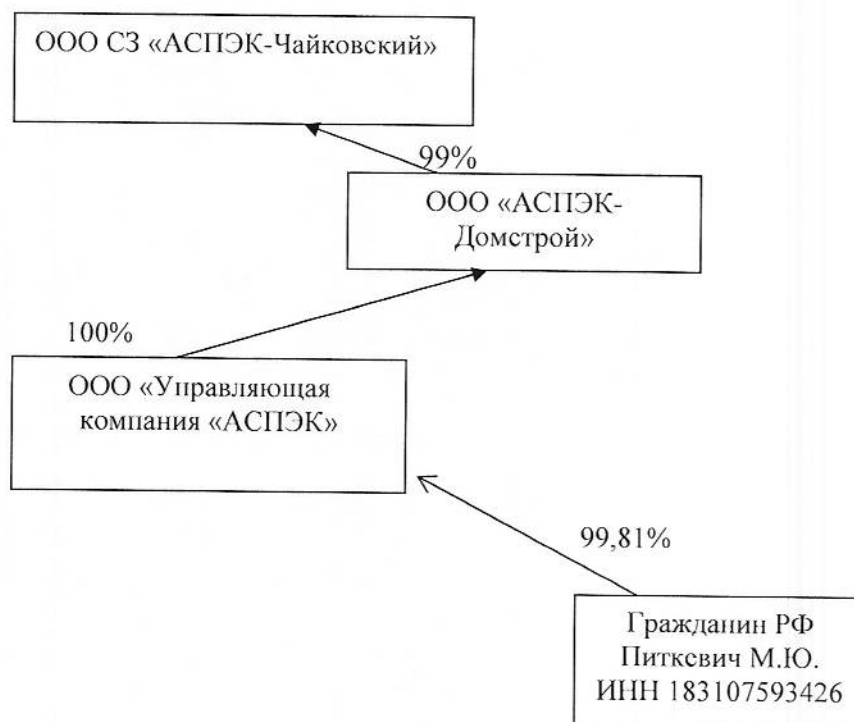 ООО СЗ «АСПЭК-Чайковский»
99%
ООО «АСПЭК-
Домстрой»
100%
ООО «Управляющая
компания «АСПЭК»
99,81%
Гражданин РФ
Питкевич М.Ю.
ИНН 183107593426